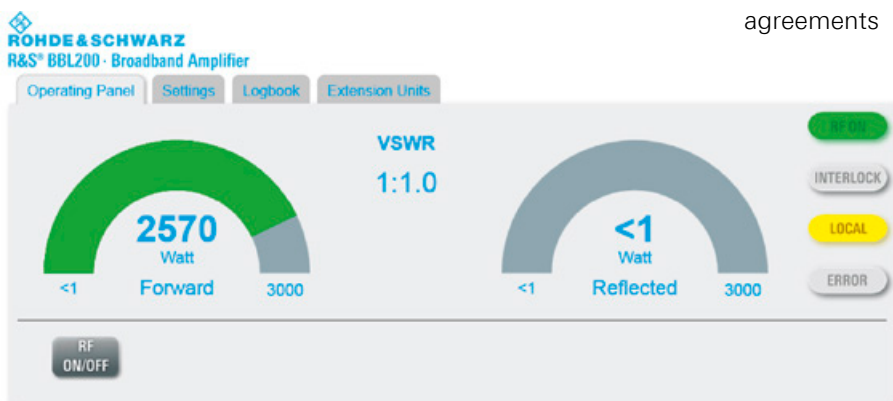 agreements
ROHDE&SCHWARZ
R&S® BBL200 · Broadband Amplifier
Operating Panel Settings Logbook Extension Units
VSWR
1:1.0
2570
Watt
Forward
<1 3000
<1
Watt
Reflected
<1 3000
RF ON
INTERLOCK
LOCAL
ERROR
RF
ON/OFF